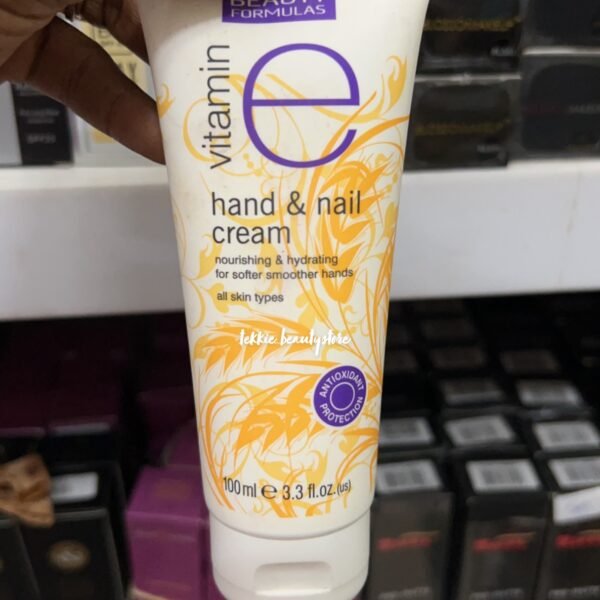 BEAUTY
FORMULAS
vitamin
e
hand & nail
cream
nourishing & hydrating
for softer smoother hands
all skin types
tekkie.beautystore
ANTIOXIDANT
PROTECTION
100ml e 3.3 fl.oz.(us)